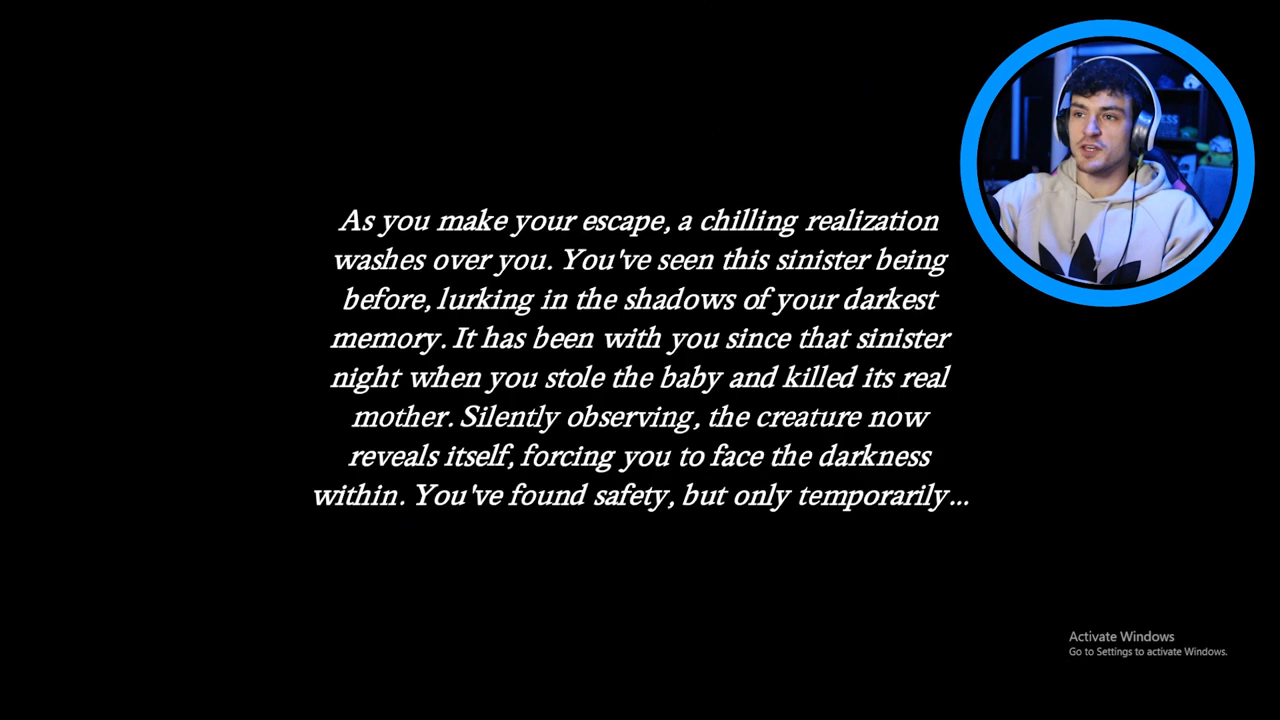 As you make your escape, a chilling realization
washes over you. You've seen this sinister being
before, lurking in the shadows of your darkest
memory. It has been with you since that sinister
night when you stole the baby and killed its real
mother. Silently observing, the creature now
reveals itself, forcing you to face the darkness
within. You've found safety, but only temporarily...
Activate Windows
Go to Settings to activate Windows.